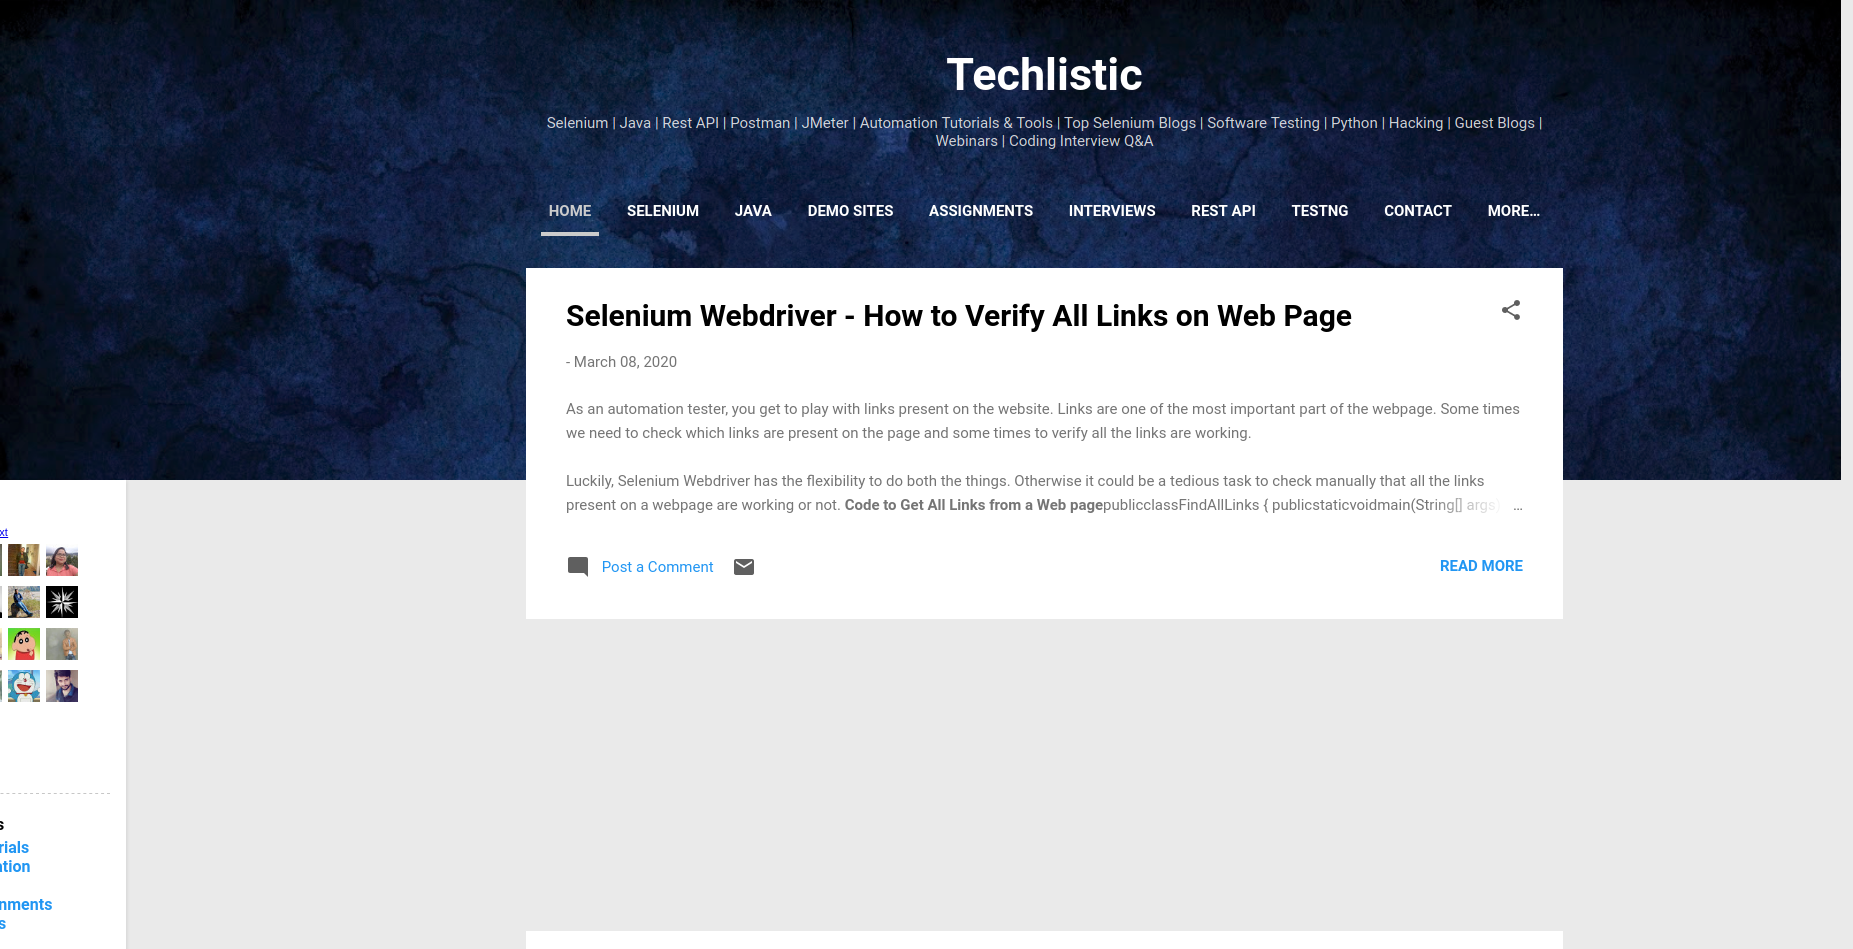 Techlistic
Selenium | Java | Rest API | Postman | JMeter | Automation Tutorials & Tools | Top Selenium Blogs | Software Testing | Python | Hacking | Guest Blogs |
Webinars | Coding Interview Q&A
HOME SELENIUM JAVA DEMO SITES ASSIGNMENTS INTERVIEWS REST API TESTNG CONTACT MORE...
Selenium Webdriver - How to Verify All Links on Web Page
- March 08, 2020
As an automation tester, you get to play with links present on the website. Links are one of the most important part of the webpage. Some times
we need to check which links are present on the page and some times to verify all the links are working.
Luckily, Selenium Webdriver has the flexibility to do both the things. Otherwise it could be a tedious task to check manually that all the links
present on a webpage are working or not. Code to Get All Links from a Web pagepublicclassFindAllLinks { publicstaticvoidmain(String[] args) ...
Post a Comment
READ MORE
xt
s
rials
ation
nments
s